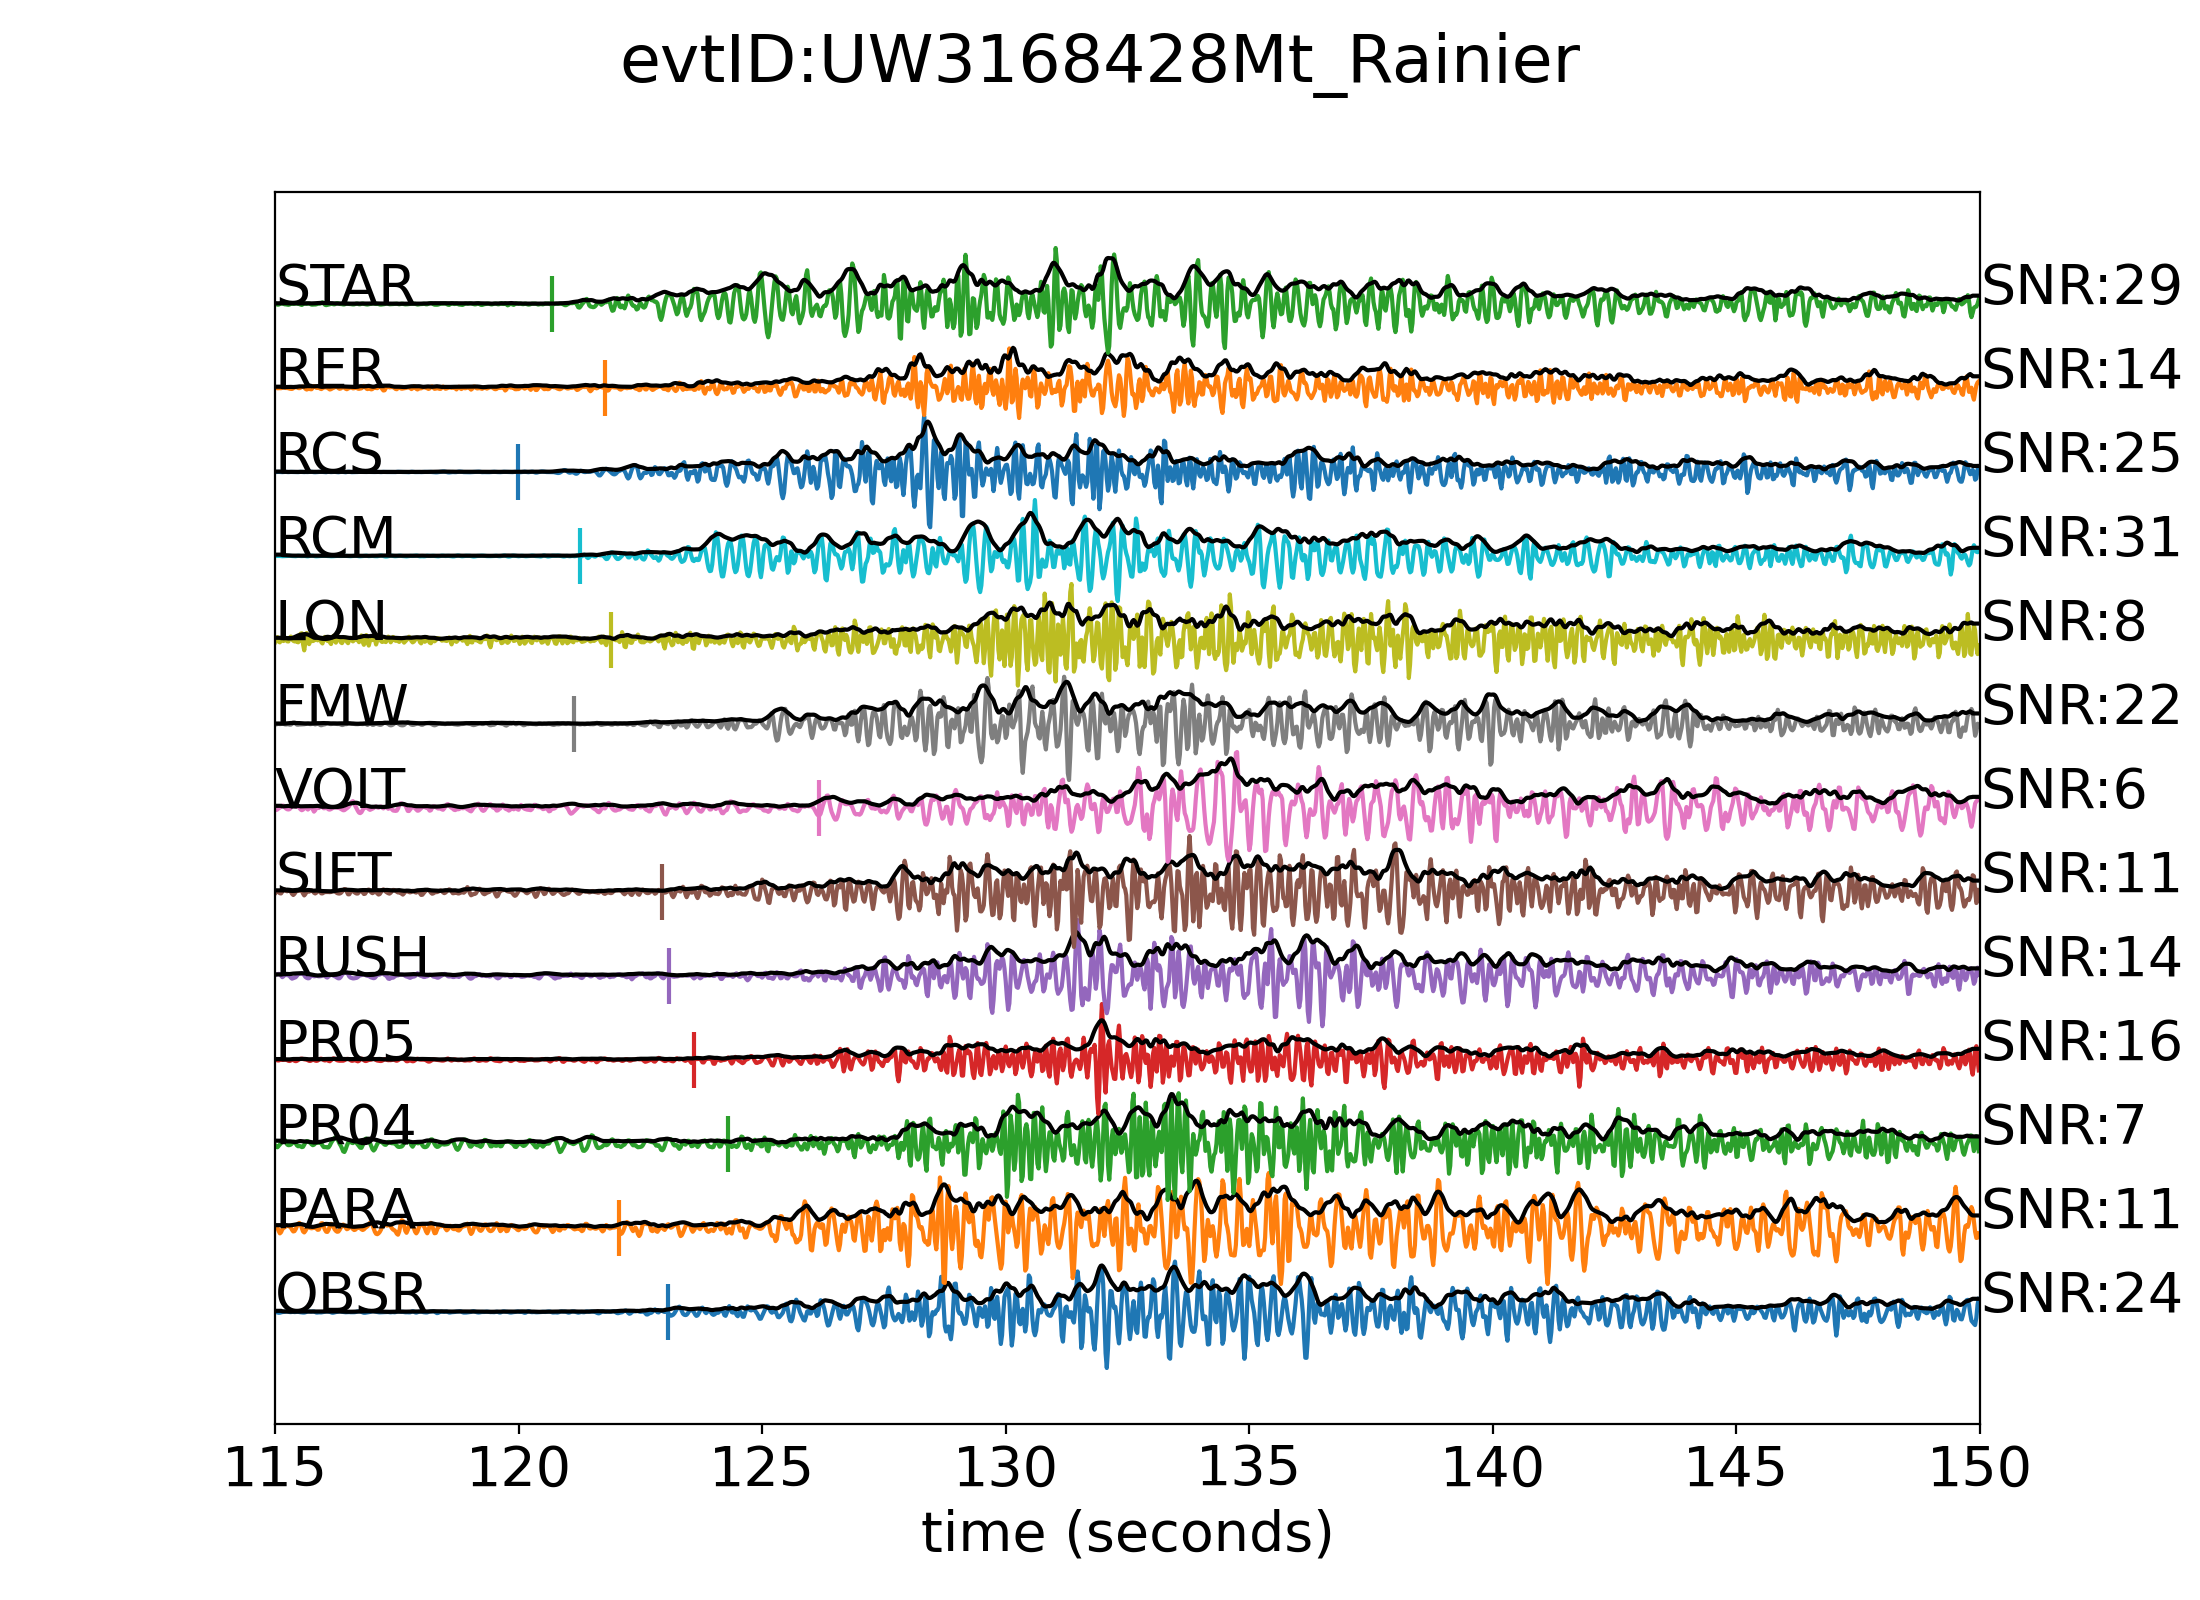 evtID:UW3168428Mt_Rainier
STAR SNR:29
RER SNR:14
RCS SNR:25
RCM SNR:31
LON SNR:8
FMW SNR:22
VOIT SNR:6
SIFT SNR:11
RUSH SNR:14
PR05 SNR:16
PR04 SNR:7
PARA SNR:11
OBSR SNR:24
115 120 125 130 135 140 145 150
time (seconds)